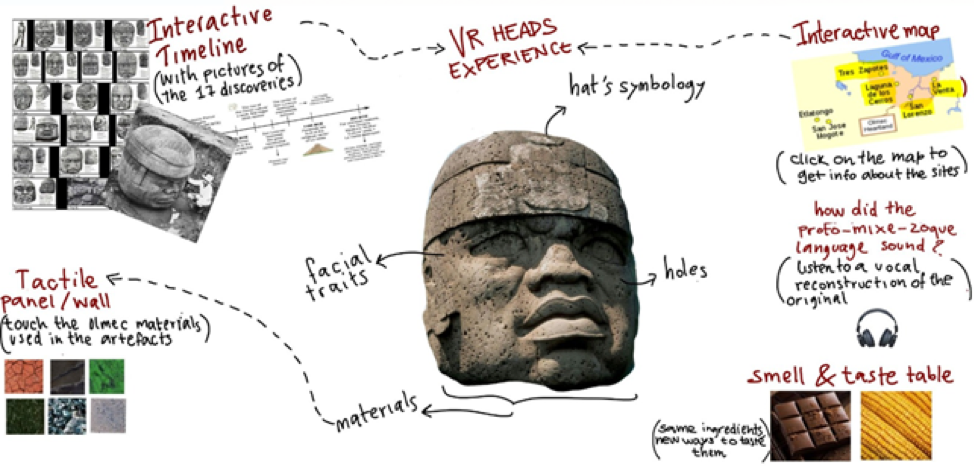 Interactive
Timeline
(with pictures of
the 17 discoveries)
VR HEADS
EXPERIENCE
Interactive map
Gulf of Mexico
Tres Zapotes
Laguna
de los
Cerros
La
Venta
San
Lorenzo
Etlatongo
San Jose
Mogote
Olmec
Heartland
(click on the map to
get info about the sites)
hat's symbology
facial
traits
holes
materials
how did the
proto-mixe-zoque
language sound?
(listen to a vocal
reconstruction of the
original)
Tactile
panel/wall
(touch the Olmec materials
used in the artefacts)
smell & taste table
(same ingredients
new ways to taste
them)